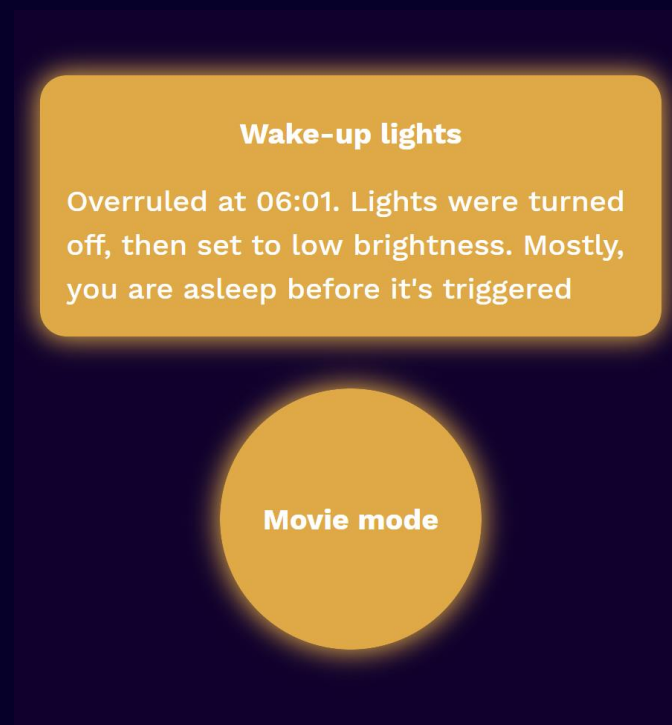 Wake-up lights
Overruled at 06:01. Lights were turned
off, then set to low brightness. Mostly,
you are asleep before it's triggered
Movie mode